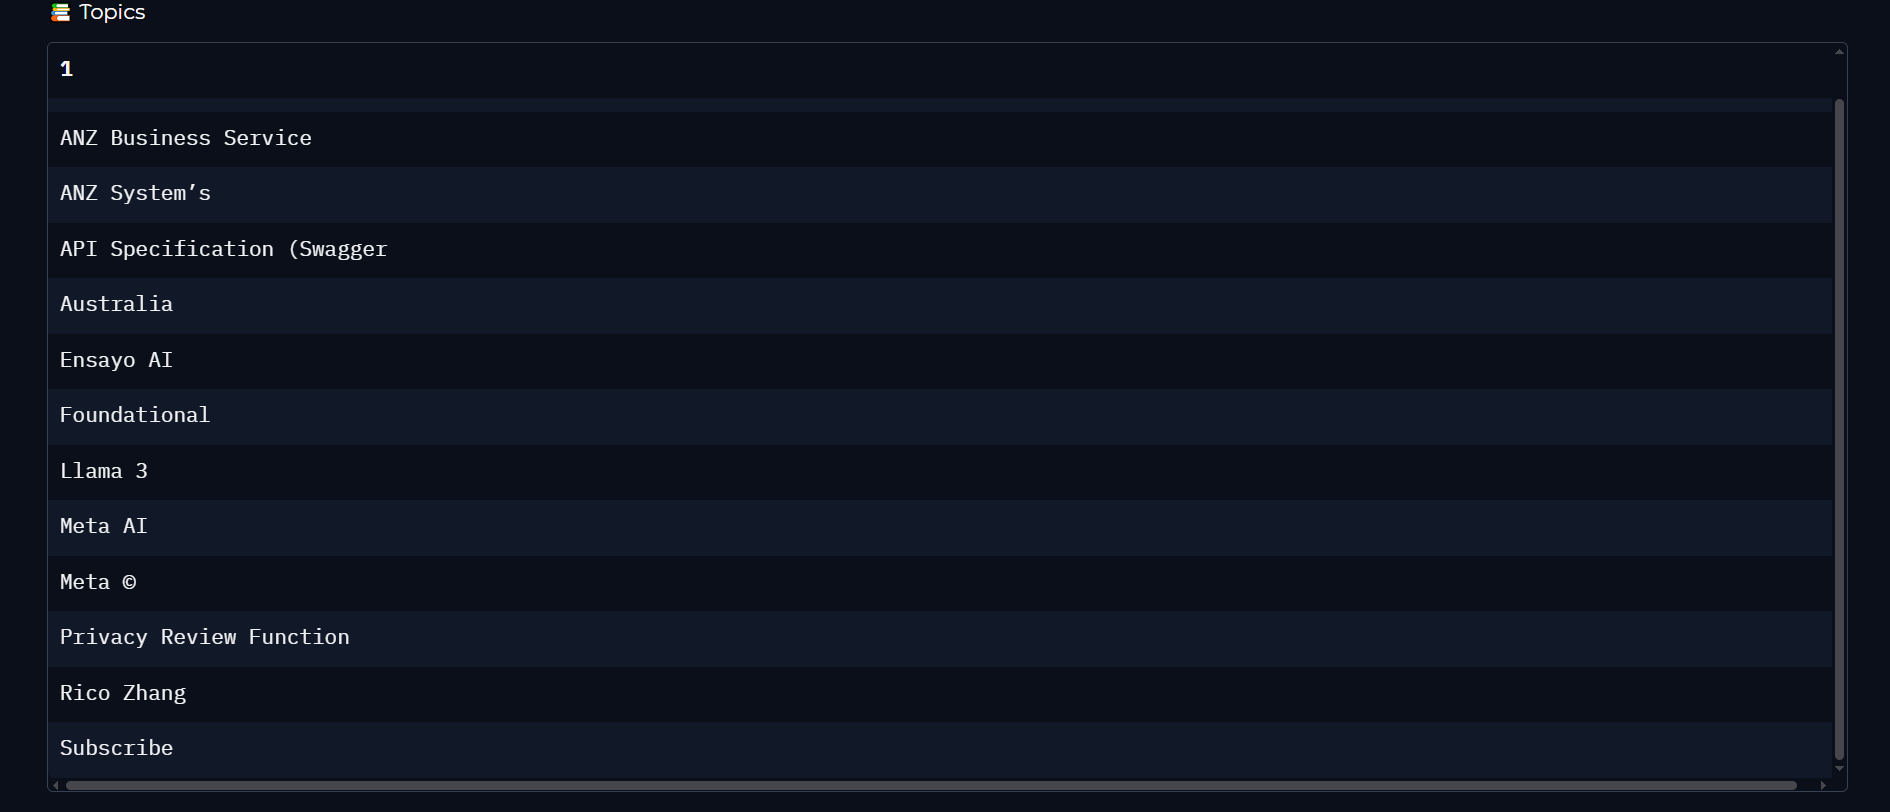 📚 Topics
1
ANZ Business Service
ANZ System’s
API Specification (Swagger
Australia
Ensayo AI
Foundational
Llama 3
Meta AI
Meta ©
Privacy Review Function
Rico Zhang
Subscribe